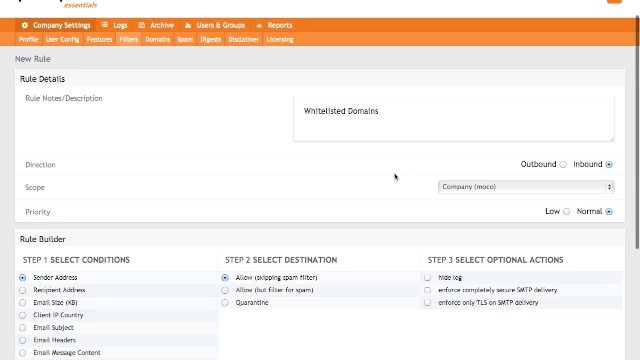 essentials
Company Settings Logs Archive Users & Groups Reports
Profile User Config Features Filters Domains Spam Digests Disclaimer Licensing
New Rule
Rule Details
Rule Notes/Description
Whitelisted Domains
Direction Outbound Inbound
Scope Company (moco)
Priority Low Normal
Rule Builder
STEP 1 SELECT CONDITIONS STEP 2 SELECT DESTINATION STEP 3 SELECT OPTIONAL ACTIONS
Sender Address Allow (skipping spam filter) hide log
Recipient Address Allow (but filter for spam) enforce completely secure SMTP delivery
Email Size (KB) Quarantine enforce only TLS on SMTP delivery
Client IP Country
Email Subject
Email Headers
Email Message Content